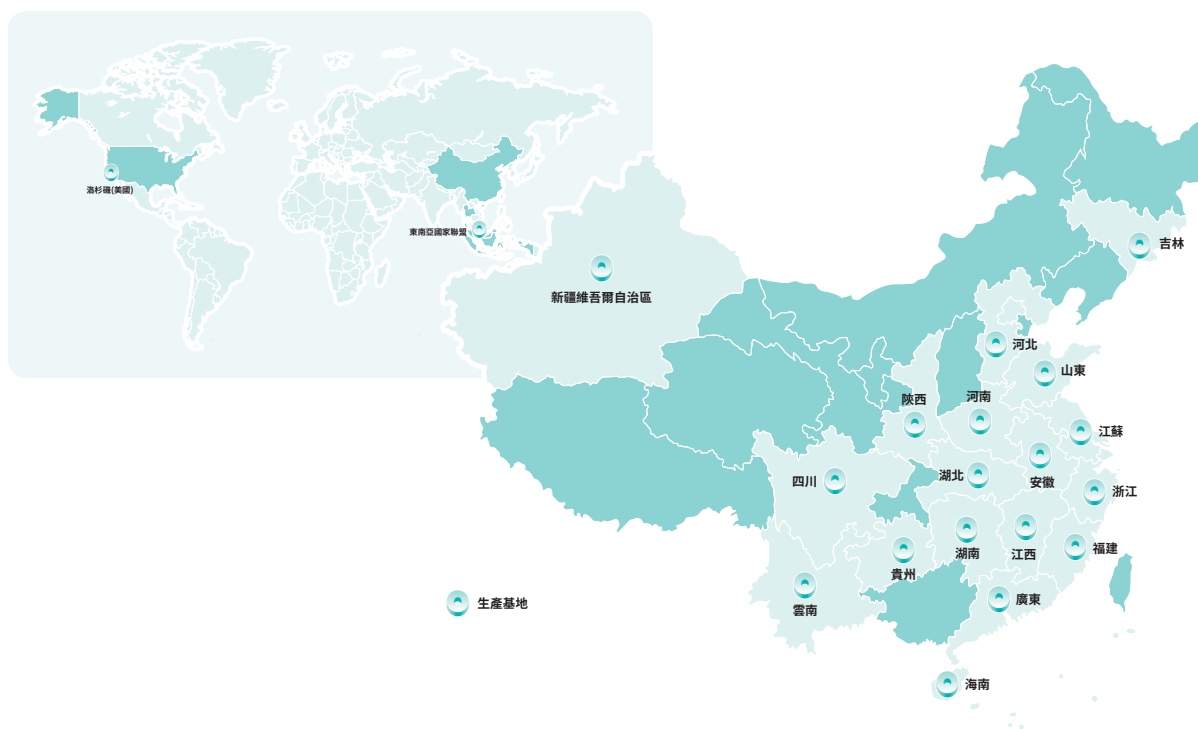 洛杉磯(美國)
東南亞國家聯盟
新疆維吾爾自治區
吉林
河北
山東
河南
陝西
江蘇
湖北
安徽
四川
浙江
湖南
江西
福建
貴州
雲南
廣東
生產基地
海南